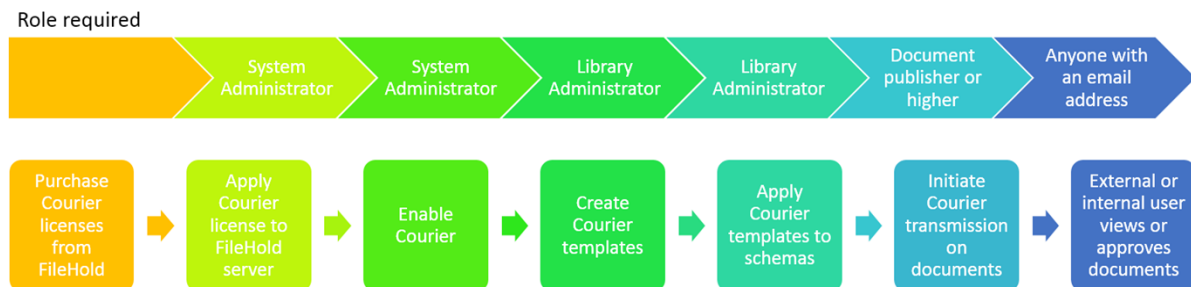 Role required
System
Administrator
System
Administrator
Library
Administrator
Library
Administrator
Document
publisher or
higher
Anyone with
an email
address
Purchase
Courier
licenses
from
FileHold
Apply
Courier
license to
FileHold
server
Enable
Courier
Create
Courier
templates
Apply
Courier
templates to
schemas
Initiate
Courier
transmission
on
documents
External or
internal user
views or
approves
documents